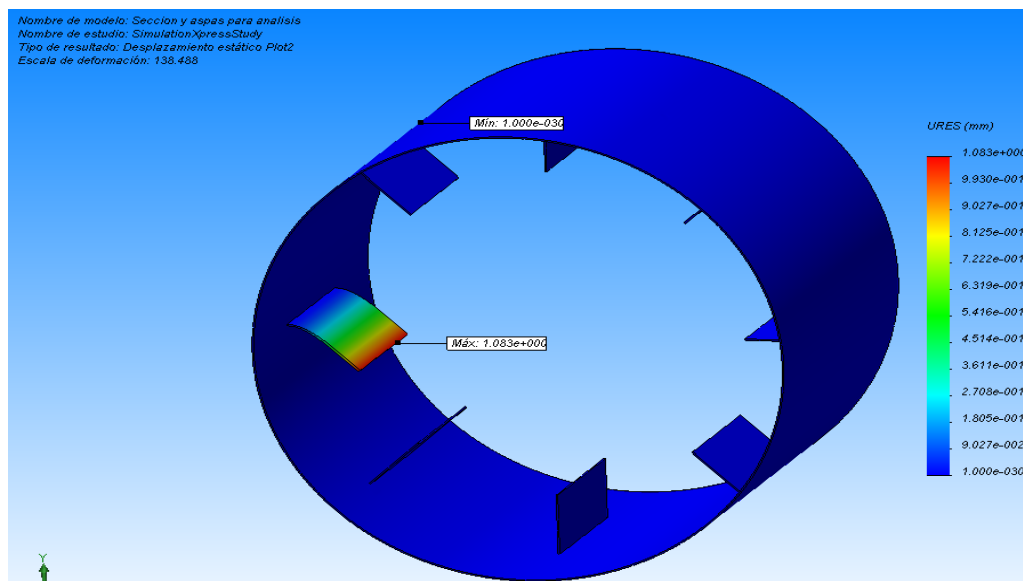 Nombre de modelo: Seccion y aspas para analisis
Nombre de estudio: SimulationXpressStudy
Tipo de resultado: Desplazamiento estático Plot2
Escala de deformación: 138.488
Mín: 1.000e-030
URES (mm)
1.083e+000
9.930e-001
9.027e-001
8.125e-001
7.222e-001
6.319e-001
5.416e-001
4.514e-001
3.611e-001
2.708e-001
1.805e-001
9.027e-002
1.000e-030
Máx: 1.083e+000
Y